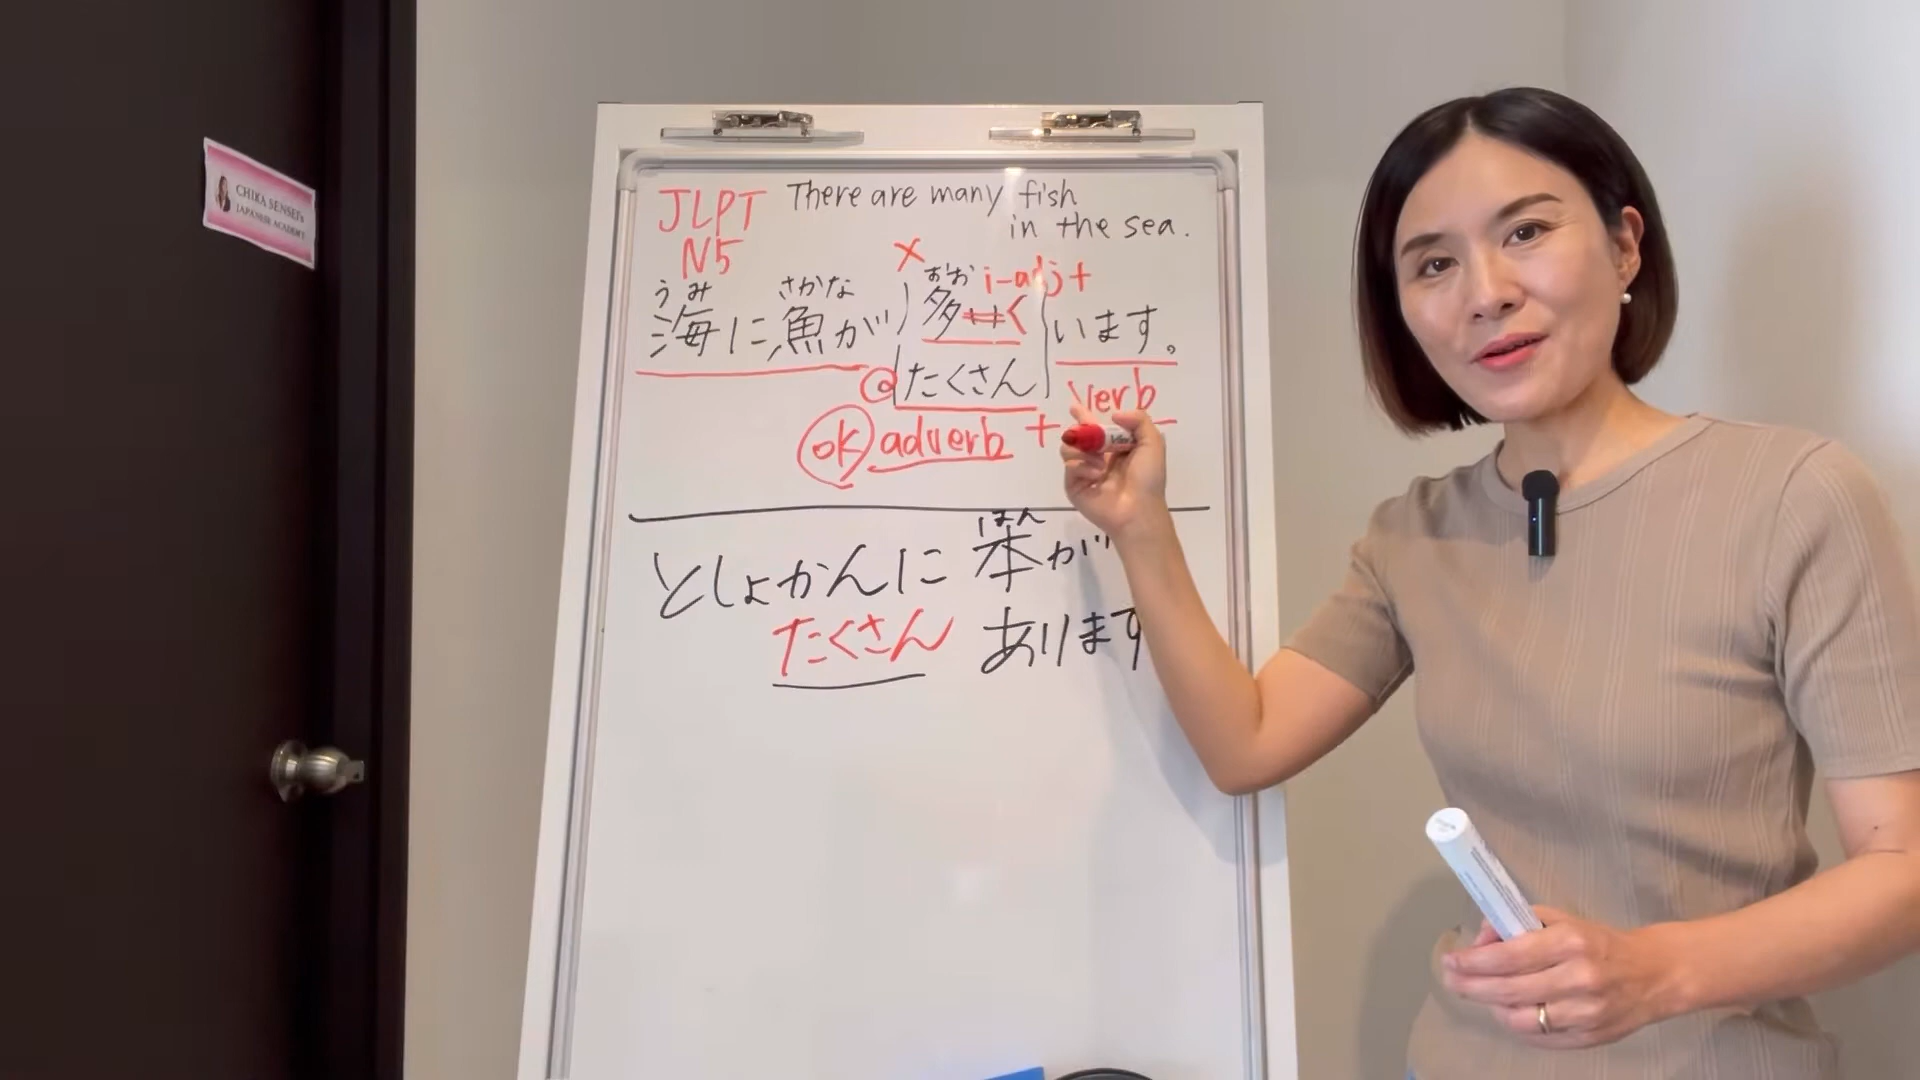 CHIKA SENSEI's
JAPANESE ACADEMY
JLPT There are many fish
N5 in the sea.
× おお i-adj+
うみ さかな
海に魚が 多く います。
@ たくさん verb
ok adverb +
ほん
としょかんに 本が
たくさん あります